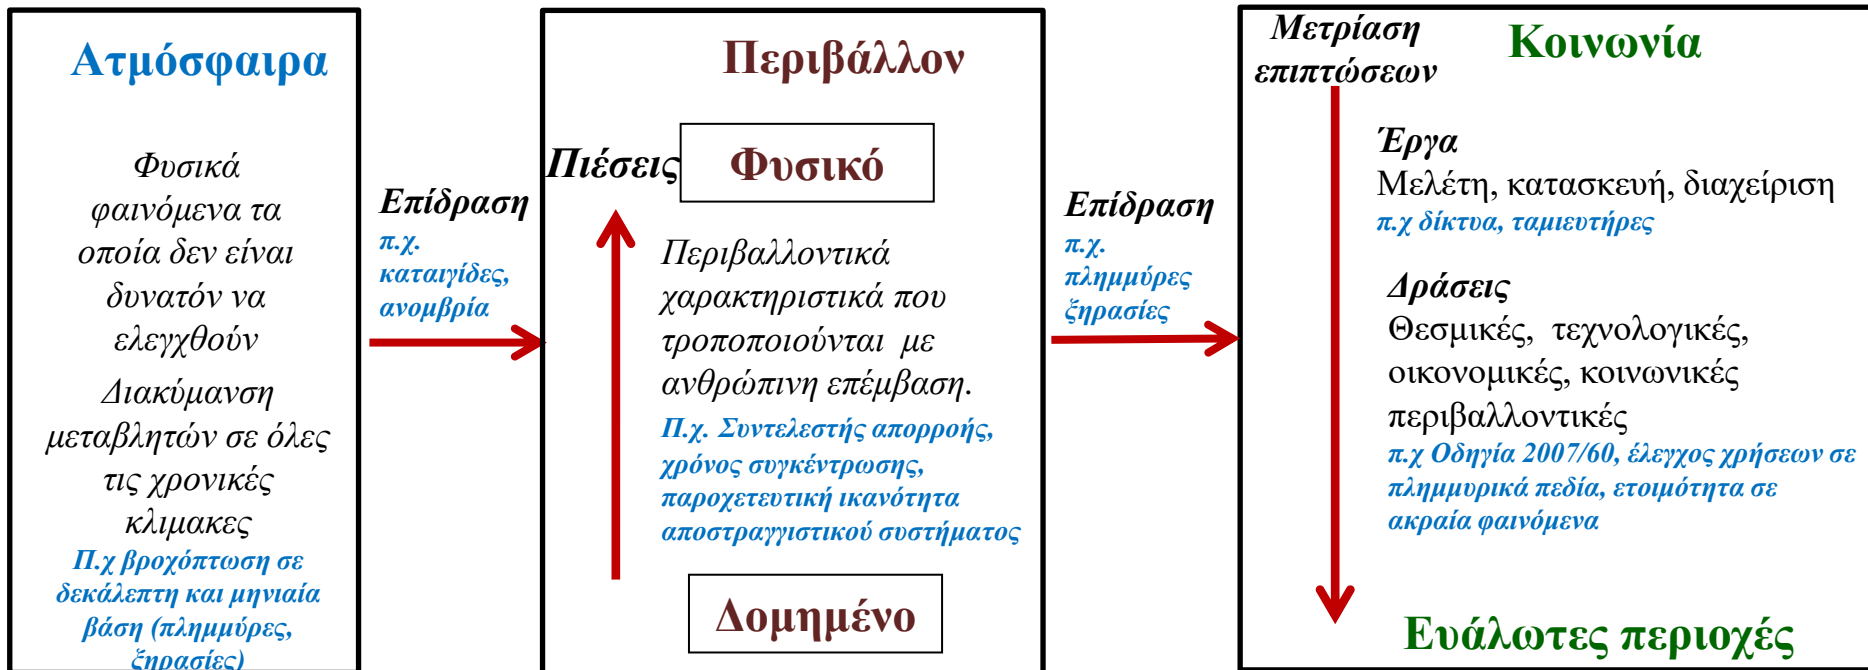 Ατμόσφαιρα
Φυσικά
φαινόμενα τα
οποία δεν είναι
δυνατόν να
ελεγχθούν
Διακύμανση
μεταβλητών σε όλες
τις χρονικές
κλιμακες
Π.χ βροχόπτωση σε
δεκάλεπτη και μηνιαία
βάση (πλημμύρες,
ξηρασίες)
Επίδραση
π.χ.
καταιγίδες,
ανομβρία
Περιβάλλον
Πιέσεις
Φυσικό
Περιβαλλοντικά
χαρακτηριστικά που
τροποποιούνται με
ανθρώπινη επέμβαση.
Π.χ. Συντελεστής απορροής,
χρόνος συγκέντρωσης,
παροχετευτική ικανότητα
αποστραγγιστικού συστήματος
Δομημένο
Επίδραση
π.χ.
πλημμύρες
ξηρασίες
Μετρίαση
επιπτώσεων
Κοινωνία
Έργα
Μελέτη, κατασκευή, διαχείριση
π.χ δίκτυα, ταμιευτήρες
Δράσεις
Θεσμικές, τεχνολογικές,
οικονομικές, κοινωνικές
περιβαλλοντικές
π.χ Οδηγία 2007/60, έλεγχος χρήσεων σε
πλημμυρικά πεδία, ετοιμότητα σε
ακραία φαινόμενα
Ευάλωτες περιοχές